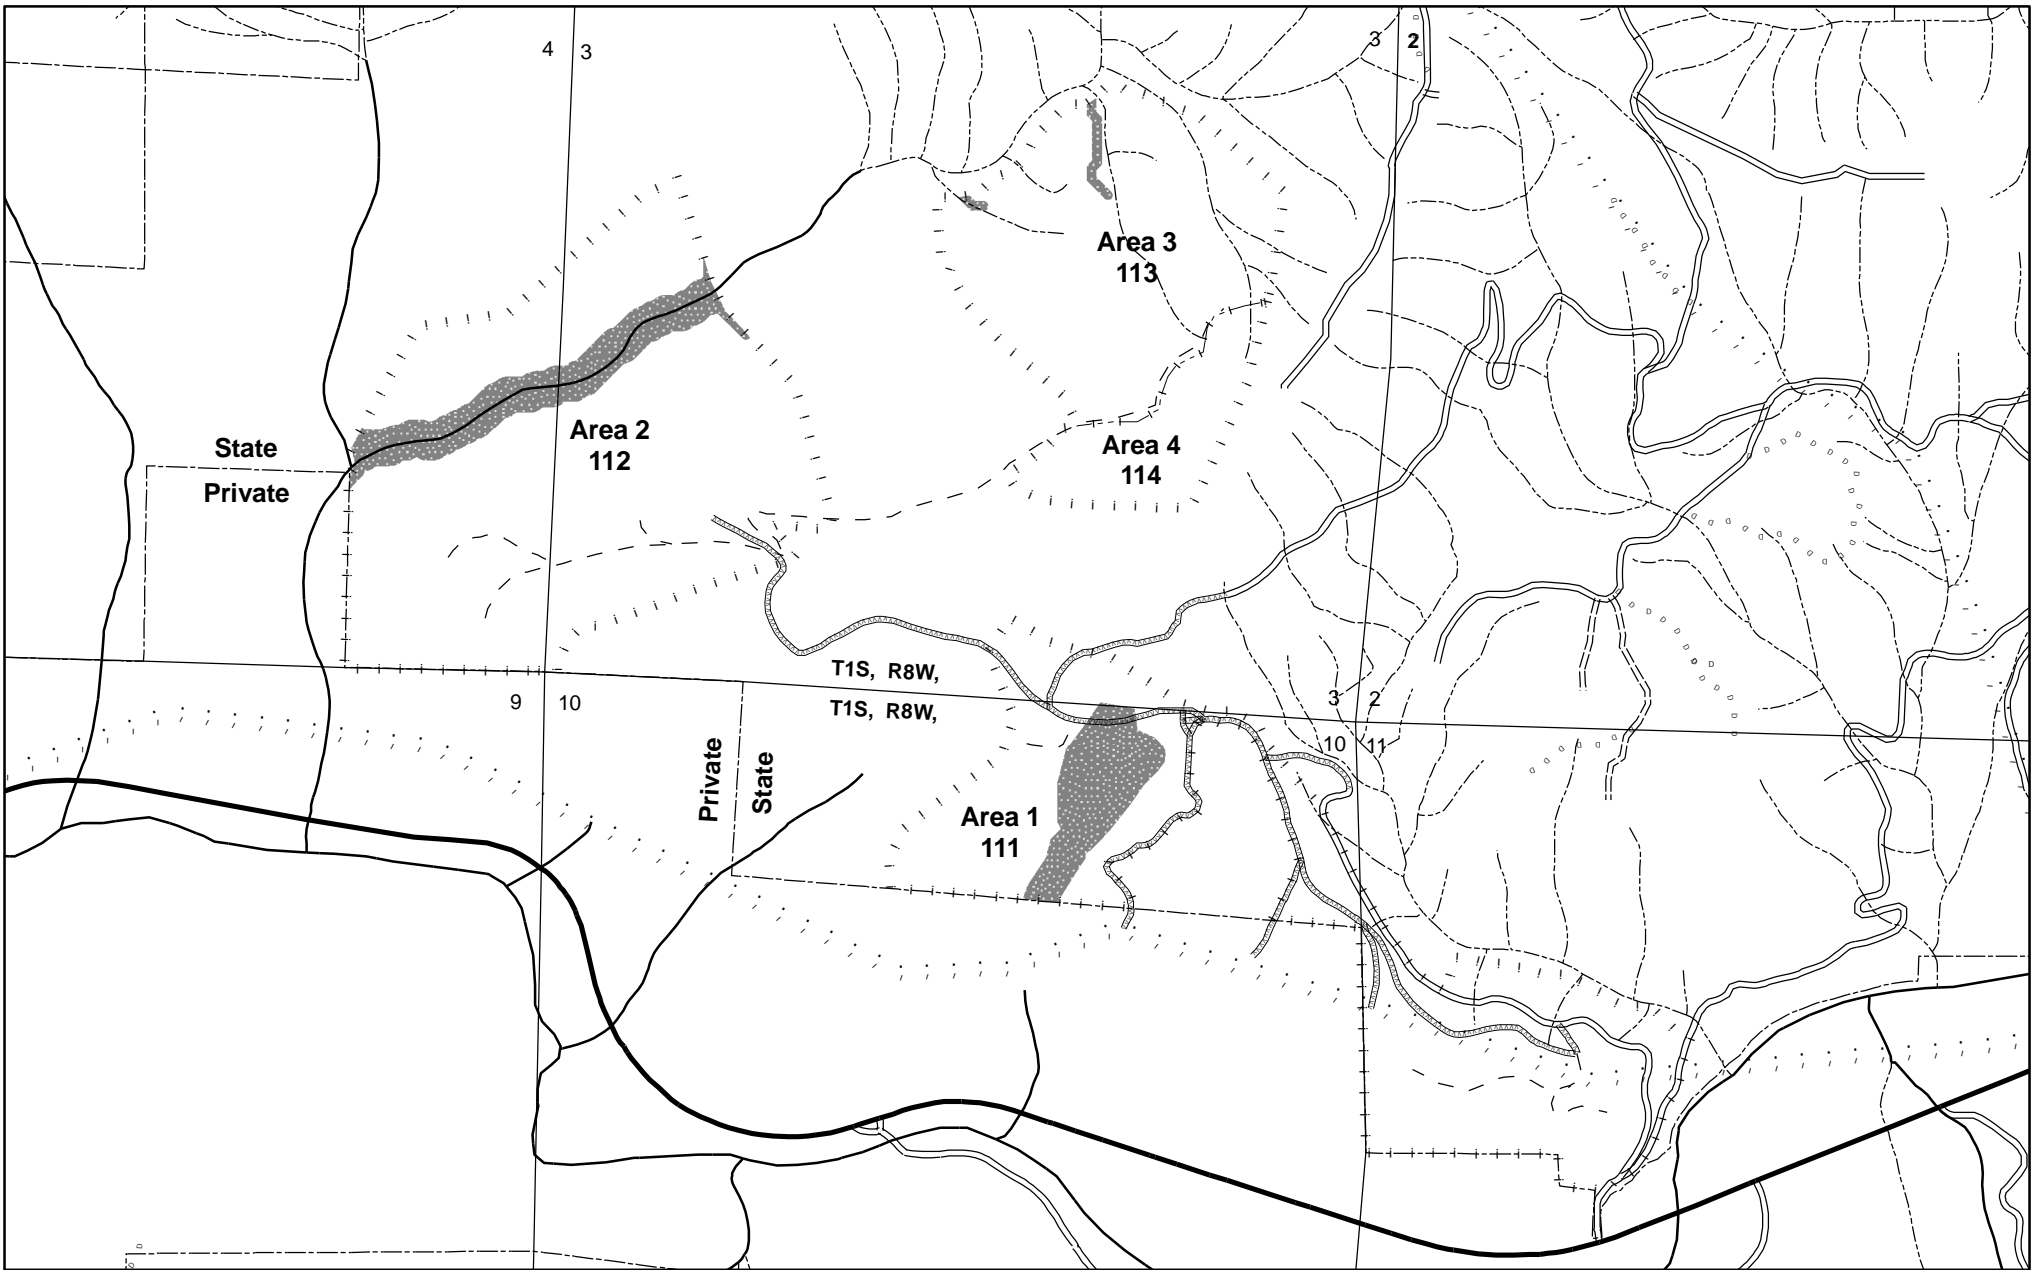 4 3
3 2
Area 3
113
Area 2
112
Area 4
114
State
Private
T1S, R8W,
T1S, R8W,
9 10
3 2
10 11
Private
State
Area 1
111